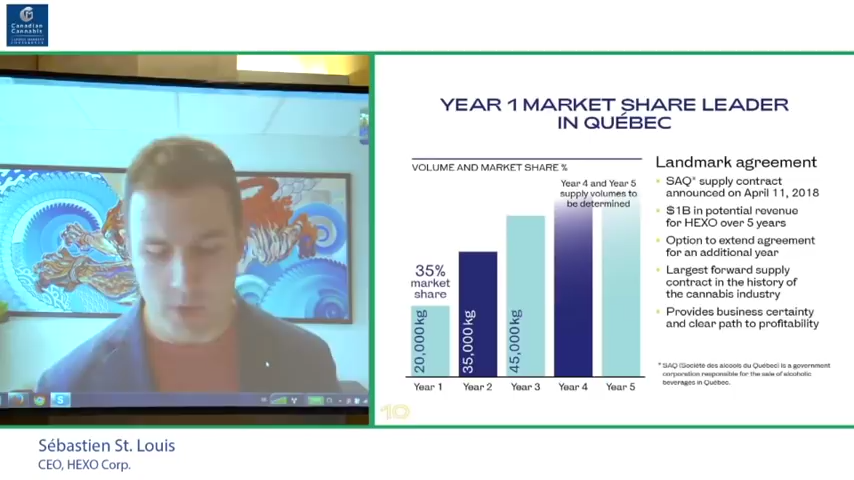 Canadian
Cannabis
YEAR 1 MARKET SHARE LEADER
IN QUÉBEC
VOLUME AND MARKET SHARE %
Year 4 and Year 5
supply volumes to
be determined
35%
market
share
20,000kg
35,000kg
45,000kg
Year 1
Year 2
Year 3
Year 4
Year 5
Landmark agreement
• SAQ* supply contract
announced on April 11, 2018
• $1B in potential revenue
for HEXO over 5 years
• Option to extend agreement
for an additional year
• Largest forward supply
contract in the history of
the cannabis industry
• Provides business certainty
and clear path to profitability
* SAQ (Société des alcools du Québec) is a government
corporation responsible for the sale of alcoholic
beverages in Québec.
10
Sébastien St. Louis
CEO, HEXO Corp.